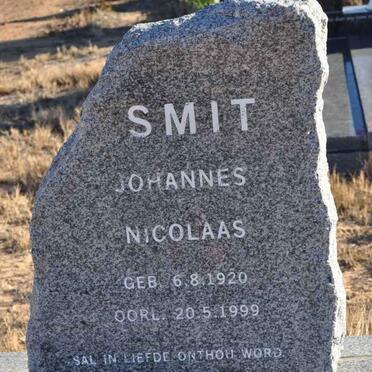 SMIT
JOHANNES
NICOLAAS
GEB. 6.8.1920
OORL. 20.5.1999
SAL IN LIEFDE ONTHOU WORD